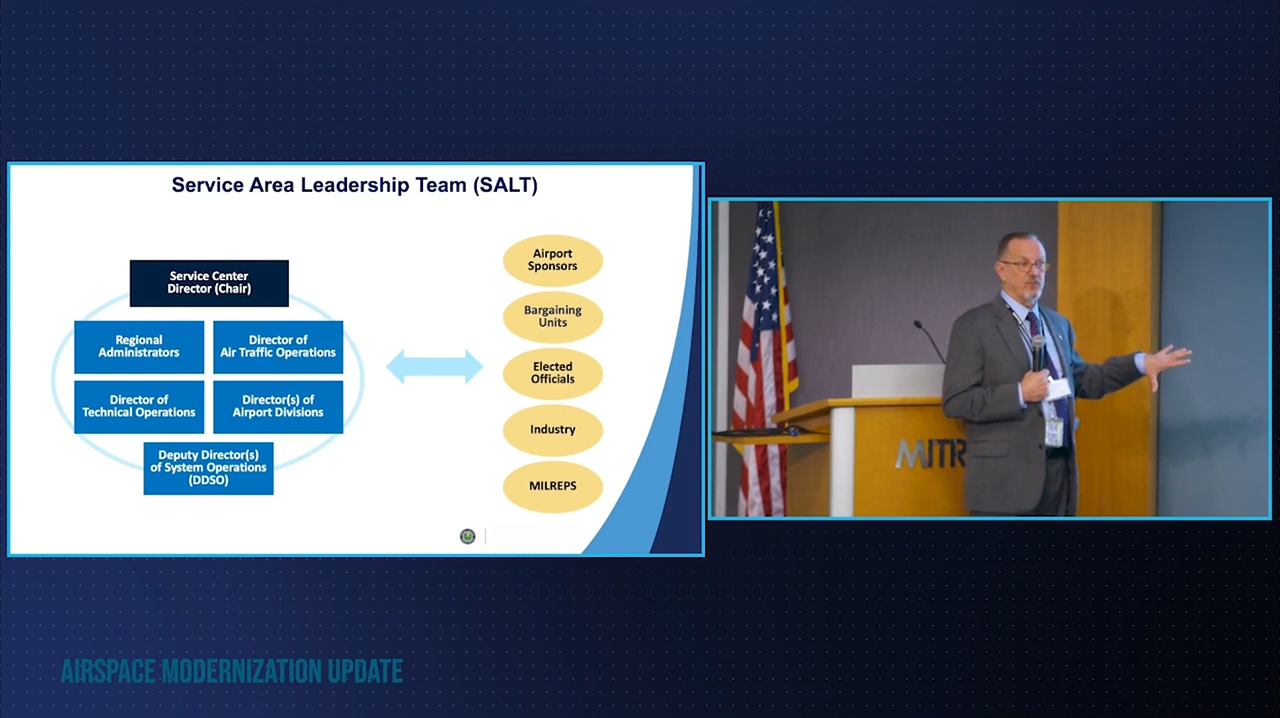 Service Area Leadership Team (SALT)
Service Center
Director (Chair)
Regional
Administrators
Director of
Air Traffic Operations
Director of
Technical Operations
Director(s) of
Airport Divisions
Deputy Director(s)
of System Operations
(DDSO)
Airport
Sponsors
Bargaining
Units
Elected
Officials
Industry
MILREPS
MITR
AIRSPACE MODERNIZATION UPDATE